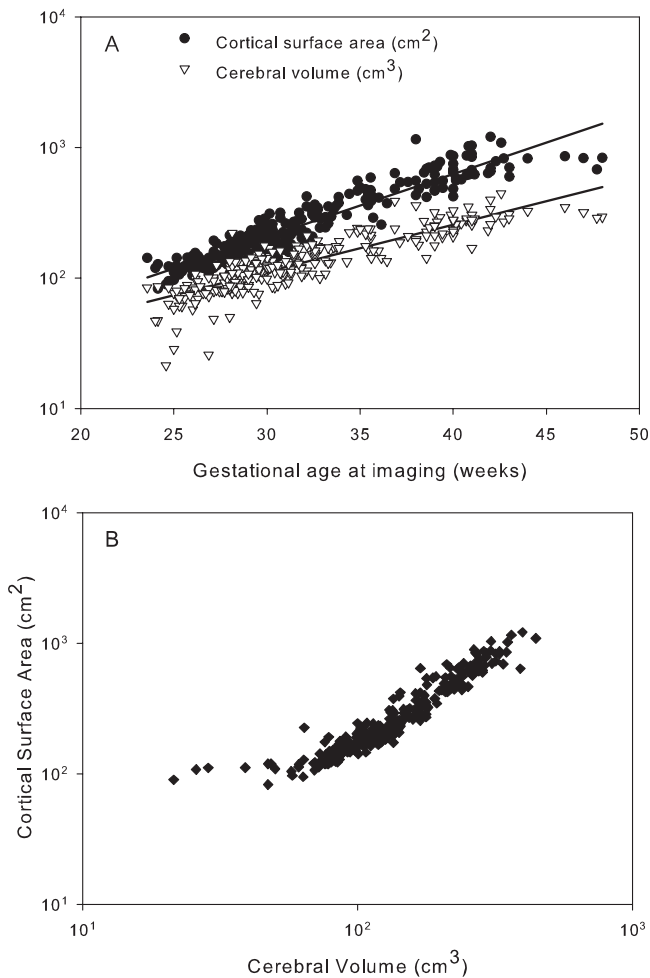 10^4
A
Cortical surface area (cm^2)
Cerebral volume (cm^3)
10^3
10^2
10^1
20 25 30 35 40 45 50
Gestational age at imaging (weeks)
10^4
B
10^3
Cortical Surface Area (cm^2)
10^2
10^1
10^1 10^2 10^3
Cerebral Volume (cm^3)